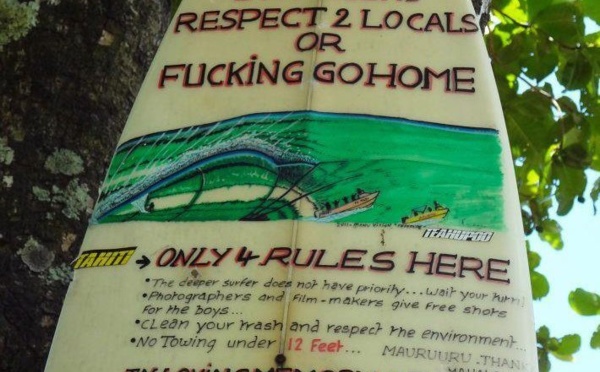 RESPECT 2 LOCALS
OR
FUCKING GO HOME
TEAHUPOO
TAHITI → ONLY 4 RULES HERE
• The deeper surfer does not have priority... Wait your turn!
• Photographers and Film-makers give free shots
for the boys...
• CLean your trash and respect the environment...
• No Towing under 12 Feet... MAURUURU. THANK